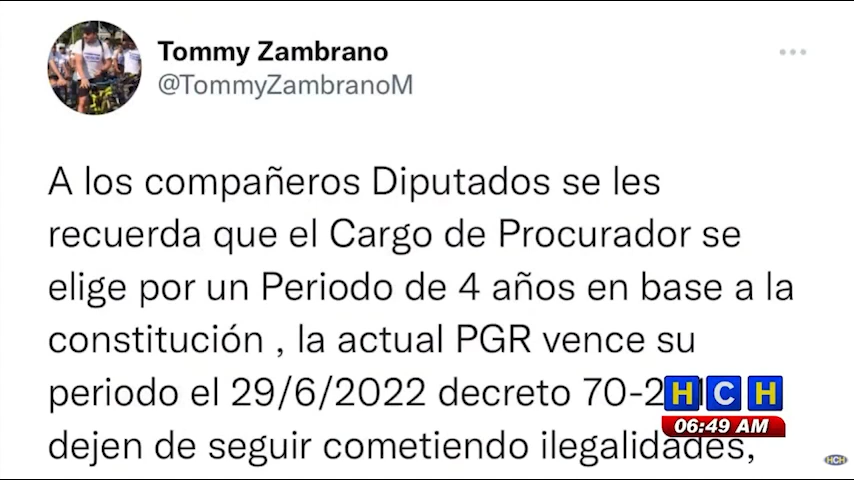 Tommy Zambrano
@TommyZambranoM
A los compañeros Diputados se les
recuerda que el Cargo de Procurador se
elige por un Periodo de 4 años en base a la
constitución , la actual PGR vence su
periodo el 29/6/2022 decreto
dejen de seguir cometiendo ilegalidades,
HCH
06:49 AM
HCH